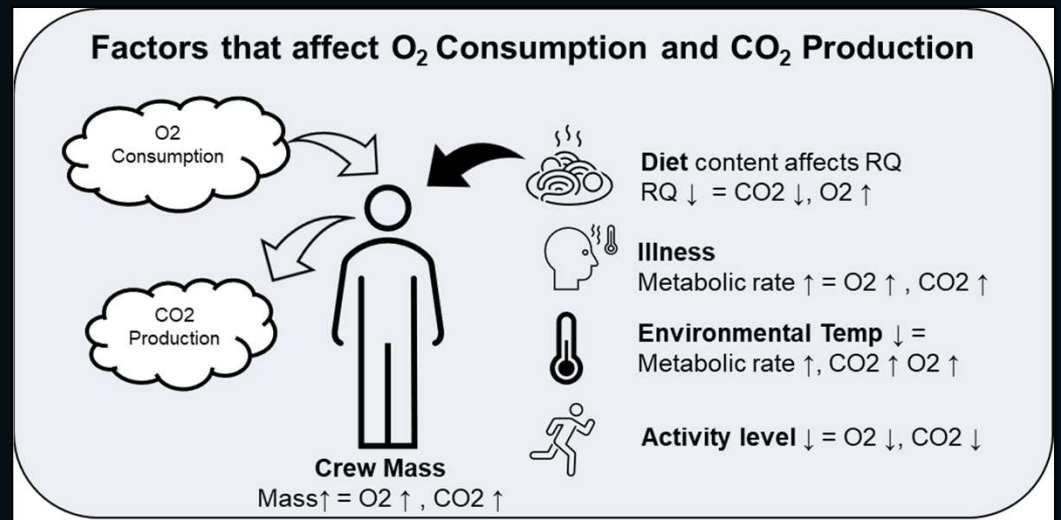 Factors that affect O₂ Consumption and CO₂ Production
O2
Consumption
CO2
Production
Crew Mass
Mass↑ = O2 ↑ , CO2 ↑
Diet content affects RQ
RQ ↓ = CO2 ↓, O2 ↑
Illness
Metabolic rate ↑ = O2 ↑ , CO2 ↑
Environmental Temp ↓ =
Metabolic rate ↑, CO2 ↑ O2 ↑
Activity level ↓ = O2 ↓, CO2 ↓